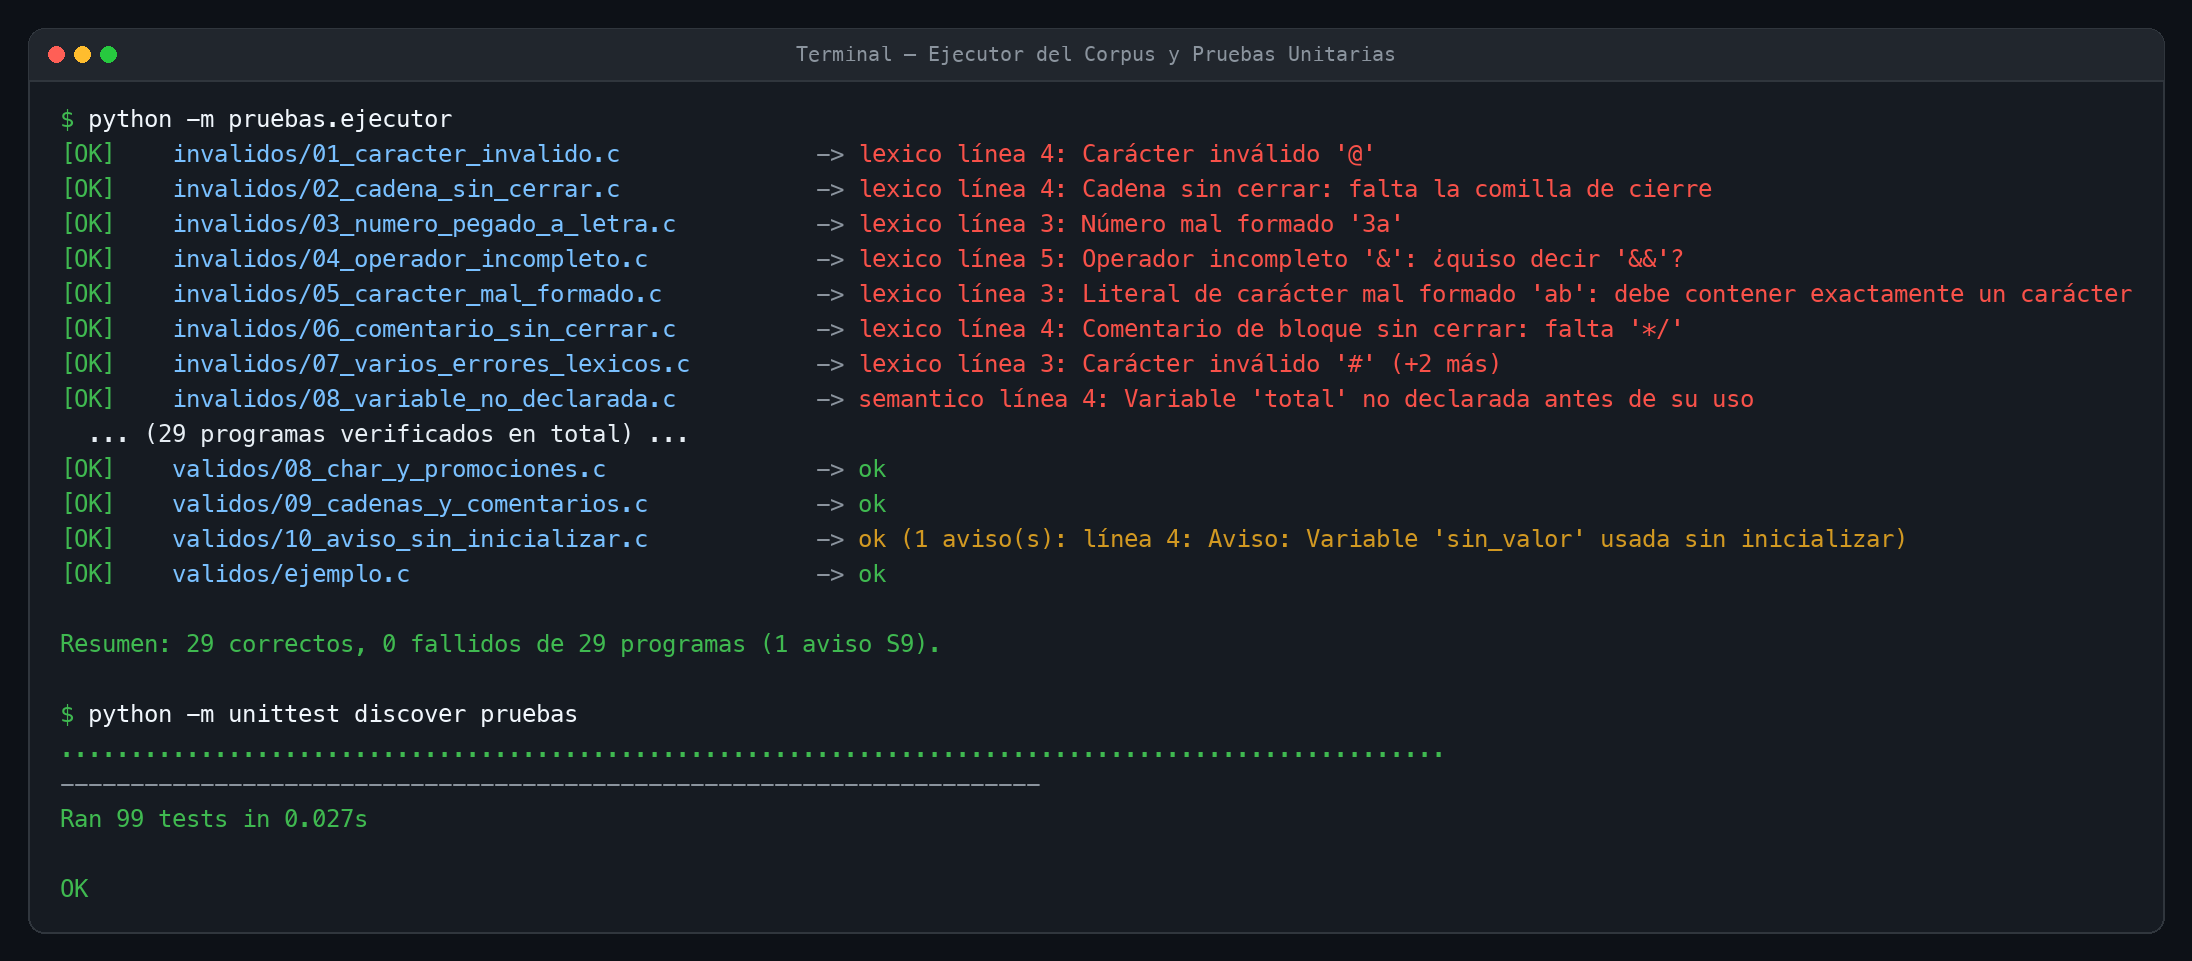 Terminal — Ejecutor del Corpus y Pruebas Unitarias
$ python -m pruebas.ejecutor
[OK] invalidos/01_caracter_invalido.c -> lexico línea 4: Carácter inválido '@'
[OK] invalidos/02_cadena_sin_cerrar.c -> lexico línea 4: Cadena sin cerrar: falta la comilla de cierre
[OK] invalidos/03_numero_pegado_a_letra.c -> lexico línea 3: Número mal formado '3a'
[OK] invalidos/04_operador_incompleto.c -> lexico línea 5: Operador incompleto '&': ¿quiso decir '&&'?
[OK] invalidos/05_caracter_mal_formado.c -> lexico línea 3: Literal de carácter mal formado 'ab': debe contener exactamente un carácter
[OK] invalidos/06_comentario_sin_cerrar.c -> lexico línea 4: Comentario de bloque sin cerrar: falta '*/'
[OK] invalidos/07_varios_errores_lexicos.c -> lexico línea 3: Carácter inválido '#' (+2 más)
[OK] invalidos/08_variable_no_declarada.c -> semantico línea 4: Variable 'total' no declarada antes de su uso
... (29 programas verificados en total) ...
[OK] validos/08_char_y_promociones.c -> ok
[OK] validos/09_cadenas_y_comentarios.c -> ok
[OK] validos/10_aviso_sin_inicializar.c -> ok (1 aviso(s): línea 4: Aviso: Variable 'sin_valor' usada sin inicializar)
[OK] validos/ejemplo.c -> ok
Resumen: 29 correctos, 0 fallidos de 29 programas (1 aviso S9).
$ python -m unittest discover pruebas
...................................................................................................
----------------------------------------------------------------------
Ran 99 tests in 0.027s
OK